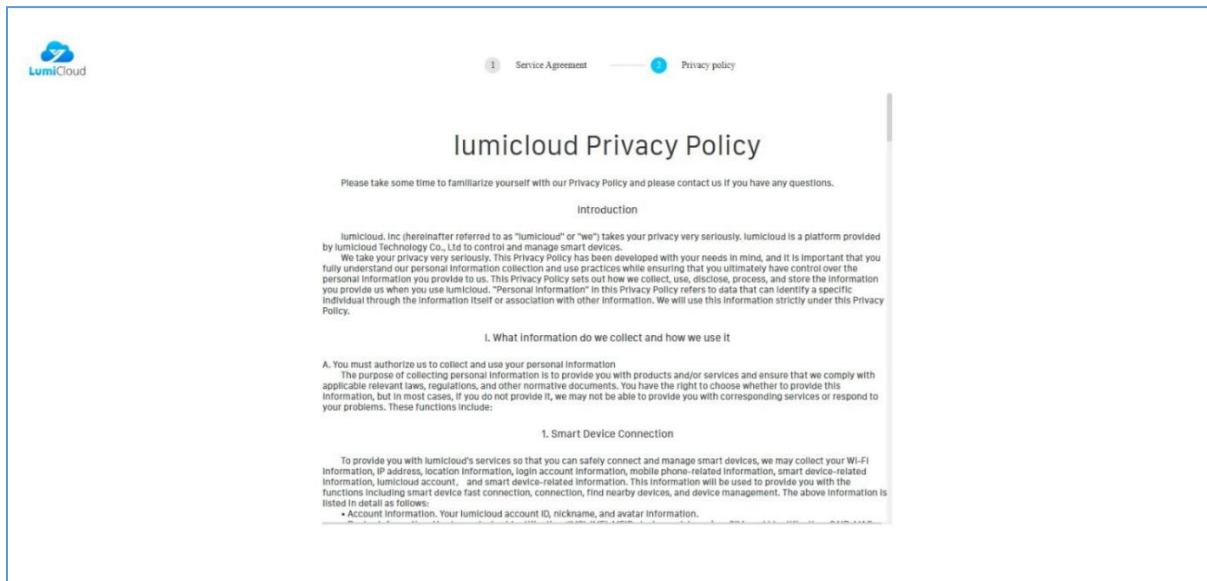 LumiCloud
1 Service Agreement 2 Privacy policy
lumicloud Privacy Policy
Please take some time to familiarize yourself with our Privacy Policy and please contact us if you have any questions.
Introduction
lumicloud. Inc (hereinafter referred to as "lumicloud" or "we") takes your privacy very seriously. lumicloud is a platform provided
by lumicloud Technology Co., Ltd to control and manage smart devices.
We take your privacy very seriously. This Privacy Policy has been developed with your needs in mind, and it is important that you
fully understand our personal information collection and use practices while ensuring that you ultimately have control over the
personal information you provide to us. This Privacy Policy sets out how we collect, use, disclose, process, and store the information
you provide us when you use lumicloud. "Personal Information" in this Privacy Policy refers to data that can identify a specific
individual through the information itself or association with other information. We will use this information strictly under this Privacy
Policy.
I. What information do we collect and how we use it
A. You must authorize us to collect and use your personal information
The purpose of collecting personal information is to provide you with products and/or services and ensure that we comply with
applicable relevant laws, regulations, and other normative documents. You have the right to choose whether to provide this
information, but in most cases, if you do not provide it, we may not be able to provide you with corresponding services or respond to
your problems. These functions include:
1. Smart Device Connection
To provide you with lumicloud's services so that you can safely connect and manage smart devices, we may collect your Wi-Fi
information, IP address, location information, login account information, mobile phone-related information, smart device-related
information, lumicloud account, and smart device-related information. This information will be used to provide you with the
functions including smart device fast connection, connection, find nearby devices, and device management. The above information is
listed in detail as follows:
• Account information. Your lumicloud account ID, nickname, and avatar information.